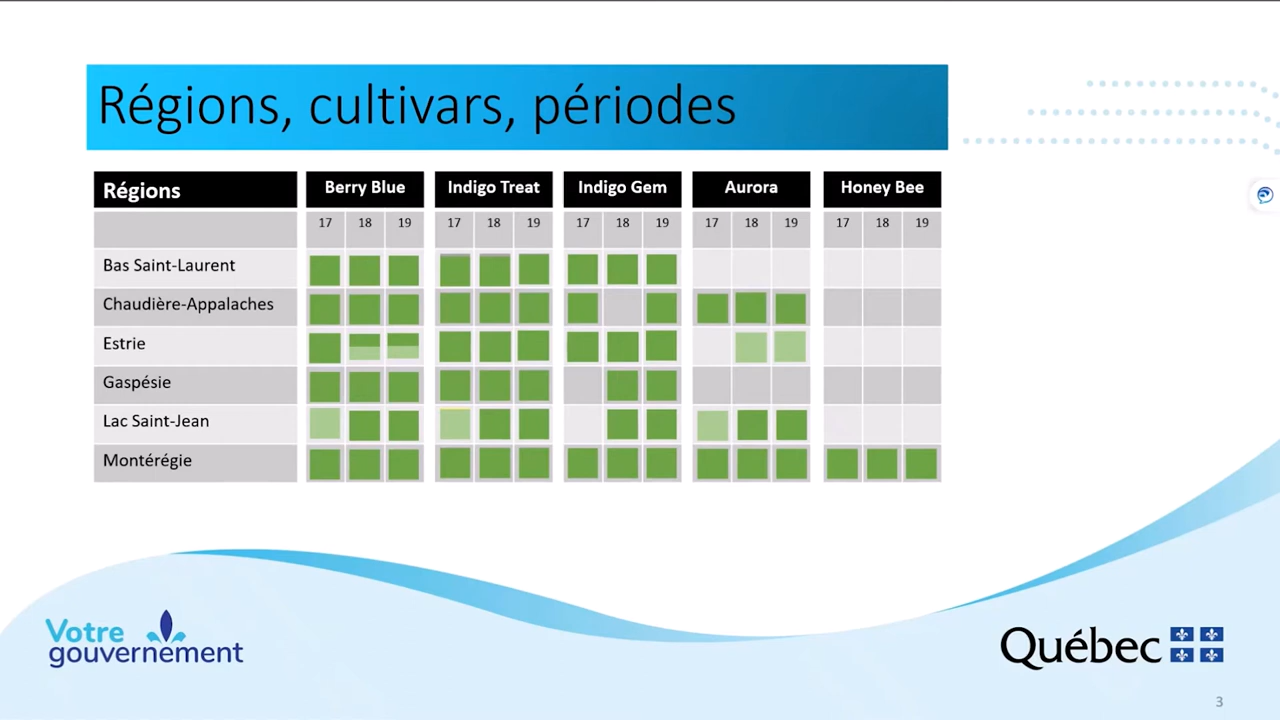 Régions, cultivars, périodes
Régions Berry Blue Indigo Treat Indigo Gem Aurora Honey Bee
17 18 19 17 18 19 17 18 19 17 18 19 17 18 19
Bas Saint-Laurent
Chaudière-Appalaches
Estrie
Gaspésie
Lac Saint-Jean
Montérégie
Votre
gouvernement
Québec
3